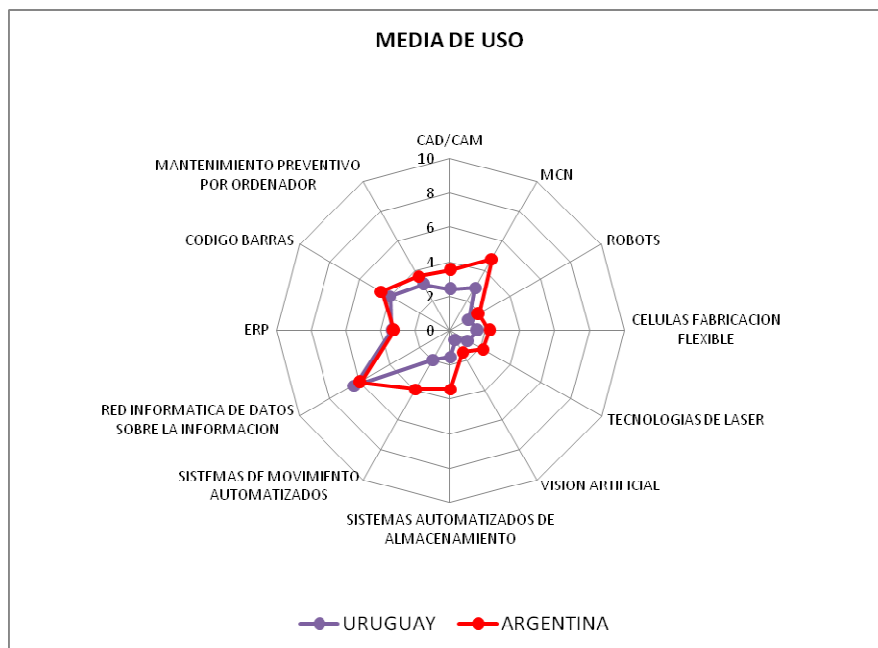 MEDIA DE USO
CAD/CAM
MCN
ROBOTS
CELULAS FABRICACION
FLEXIBLE
TECNOLOGIAS DE LASER
VISION ARTIFICIAL
SISTEMAS AUTOMATIZADOS DE
ALMACENAMIENTO
SISTEMAS DE MOVIMIENTO
AUTOMATIZADOS
RED INFORMATICA DE DATOS
SOBRE LA INFORMACION
ERP
CODIGO BARRAS
MANTENIMIENTO PREVENTIVO
POR ORDENADOR
10
8
6
4
2
0
URUGUAY
ARGENTINA